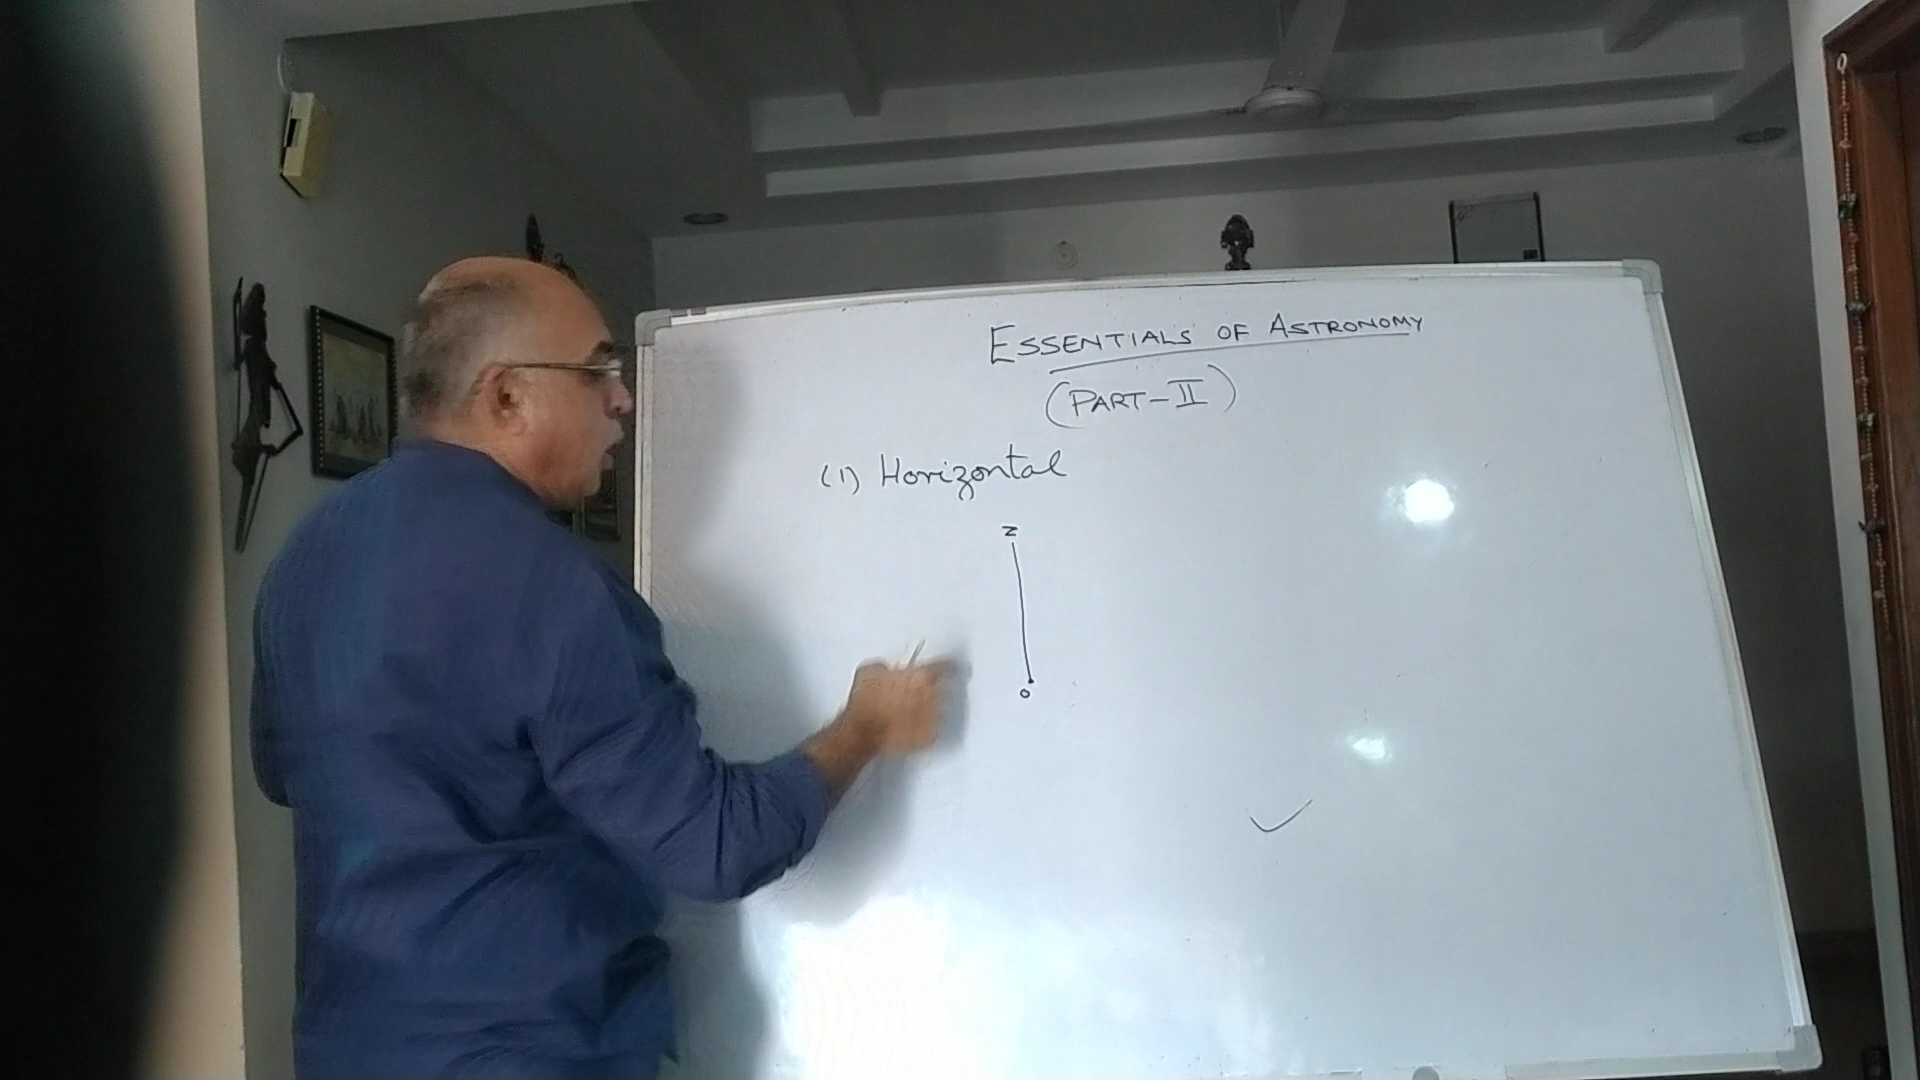 ESSENTIALS OF ASTRONOMY
(PART-II)
(1) Horizontal
Z
O